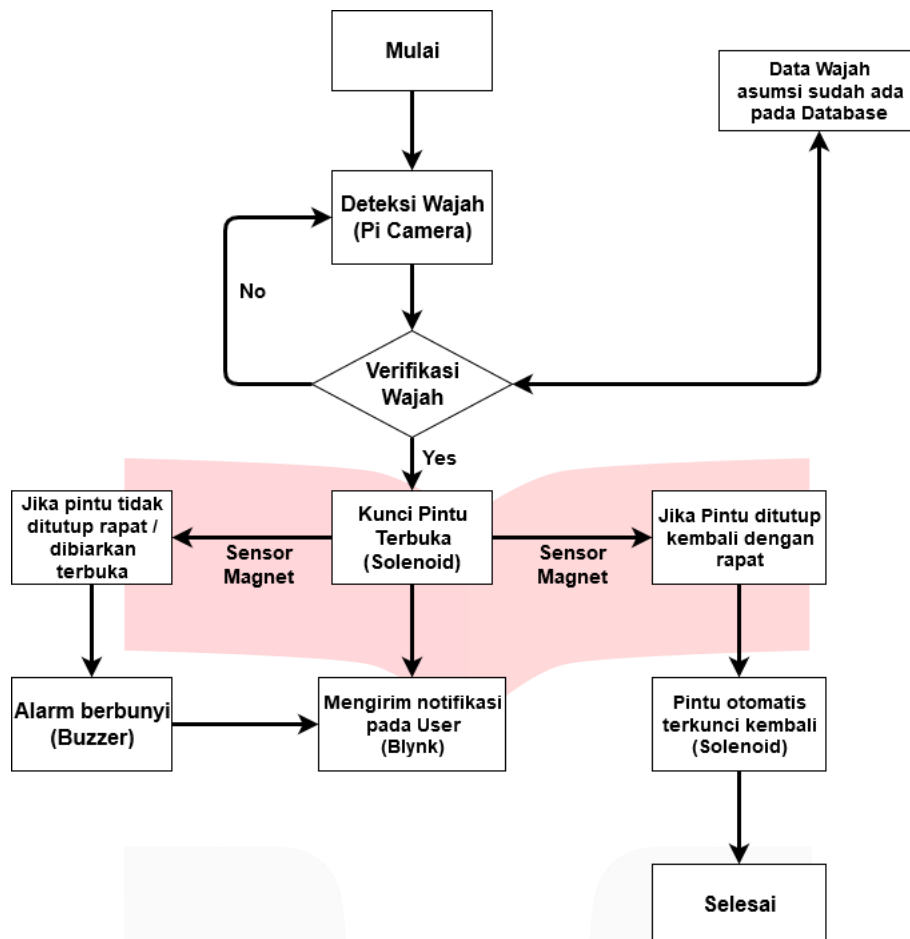 Mulai
Data Wajah
asumsi sudah ada
pada Database
Deteksi Wajah
(Pi Camera)
No
Verifikasi
Wajah
Yes
Jika pintu tidak
ditutup rapat /
dibiarkan
terbuka
Sensor
Magnet
Kunci Pintu
Terbuka
(Solenoid)
Sensor
Magnet
Jika Pintu ditutup
kembali dengan
rapat
Alarm berbunyi
(Buzzer)
Mengirim notifikasi
pada User
(Blynk)
Pintu otomatis
terkunci kembali
(Solenoid)
Selesai